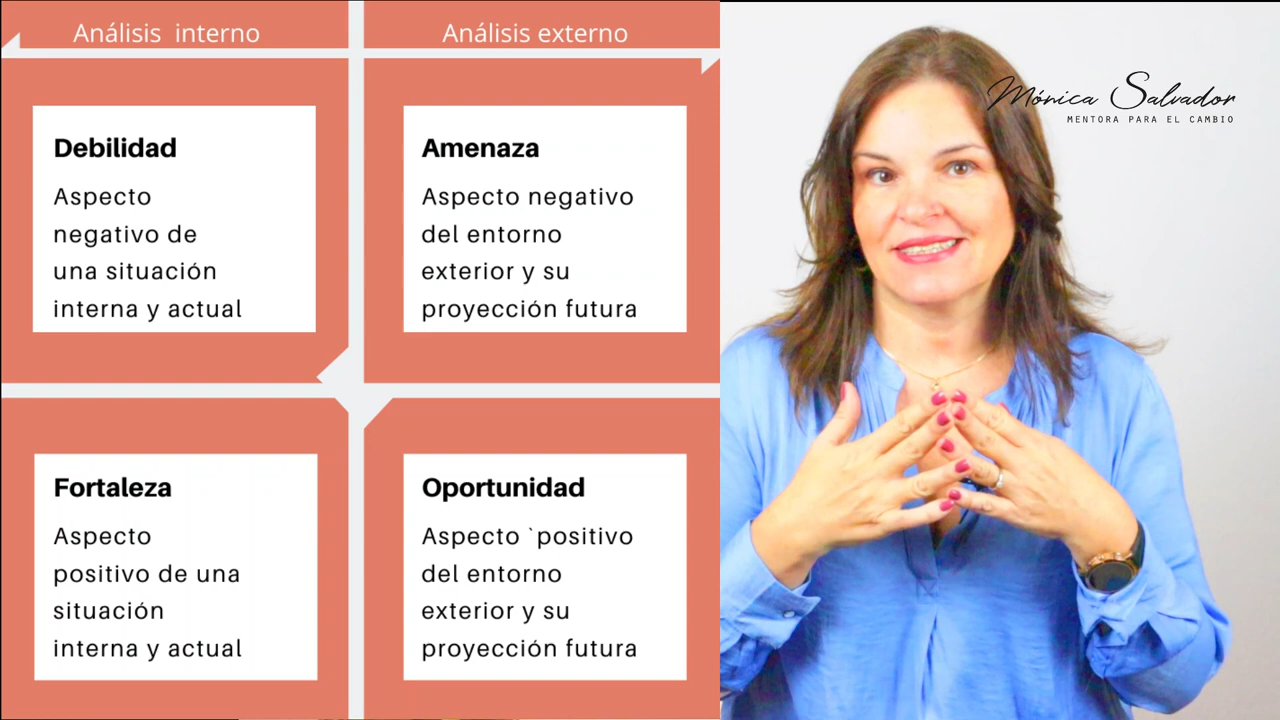 Análisis interno
Análisis externo
Debilidad
Aspecto
negativo de
una situación
interna y actual
Amenaza
Aspecto negativo
del entorno
exterior y su
proyección futura
Fortaleza
Aspecto
positivo de una
situación
interna y actual
Oportunidad
Aspecto `positivo
del entorno
exterior y su
proyección futura
Mónica Salvador
MENTORA PARA EL CAMBIO